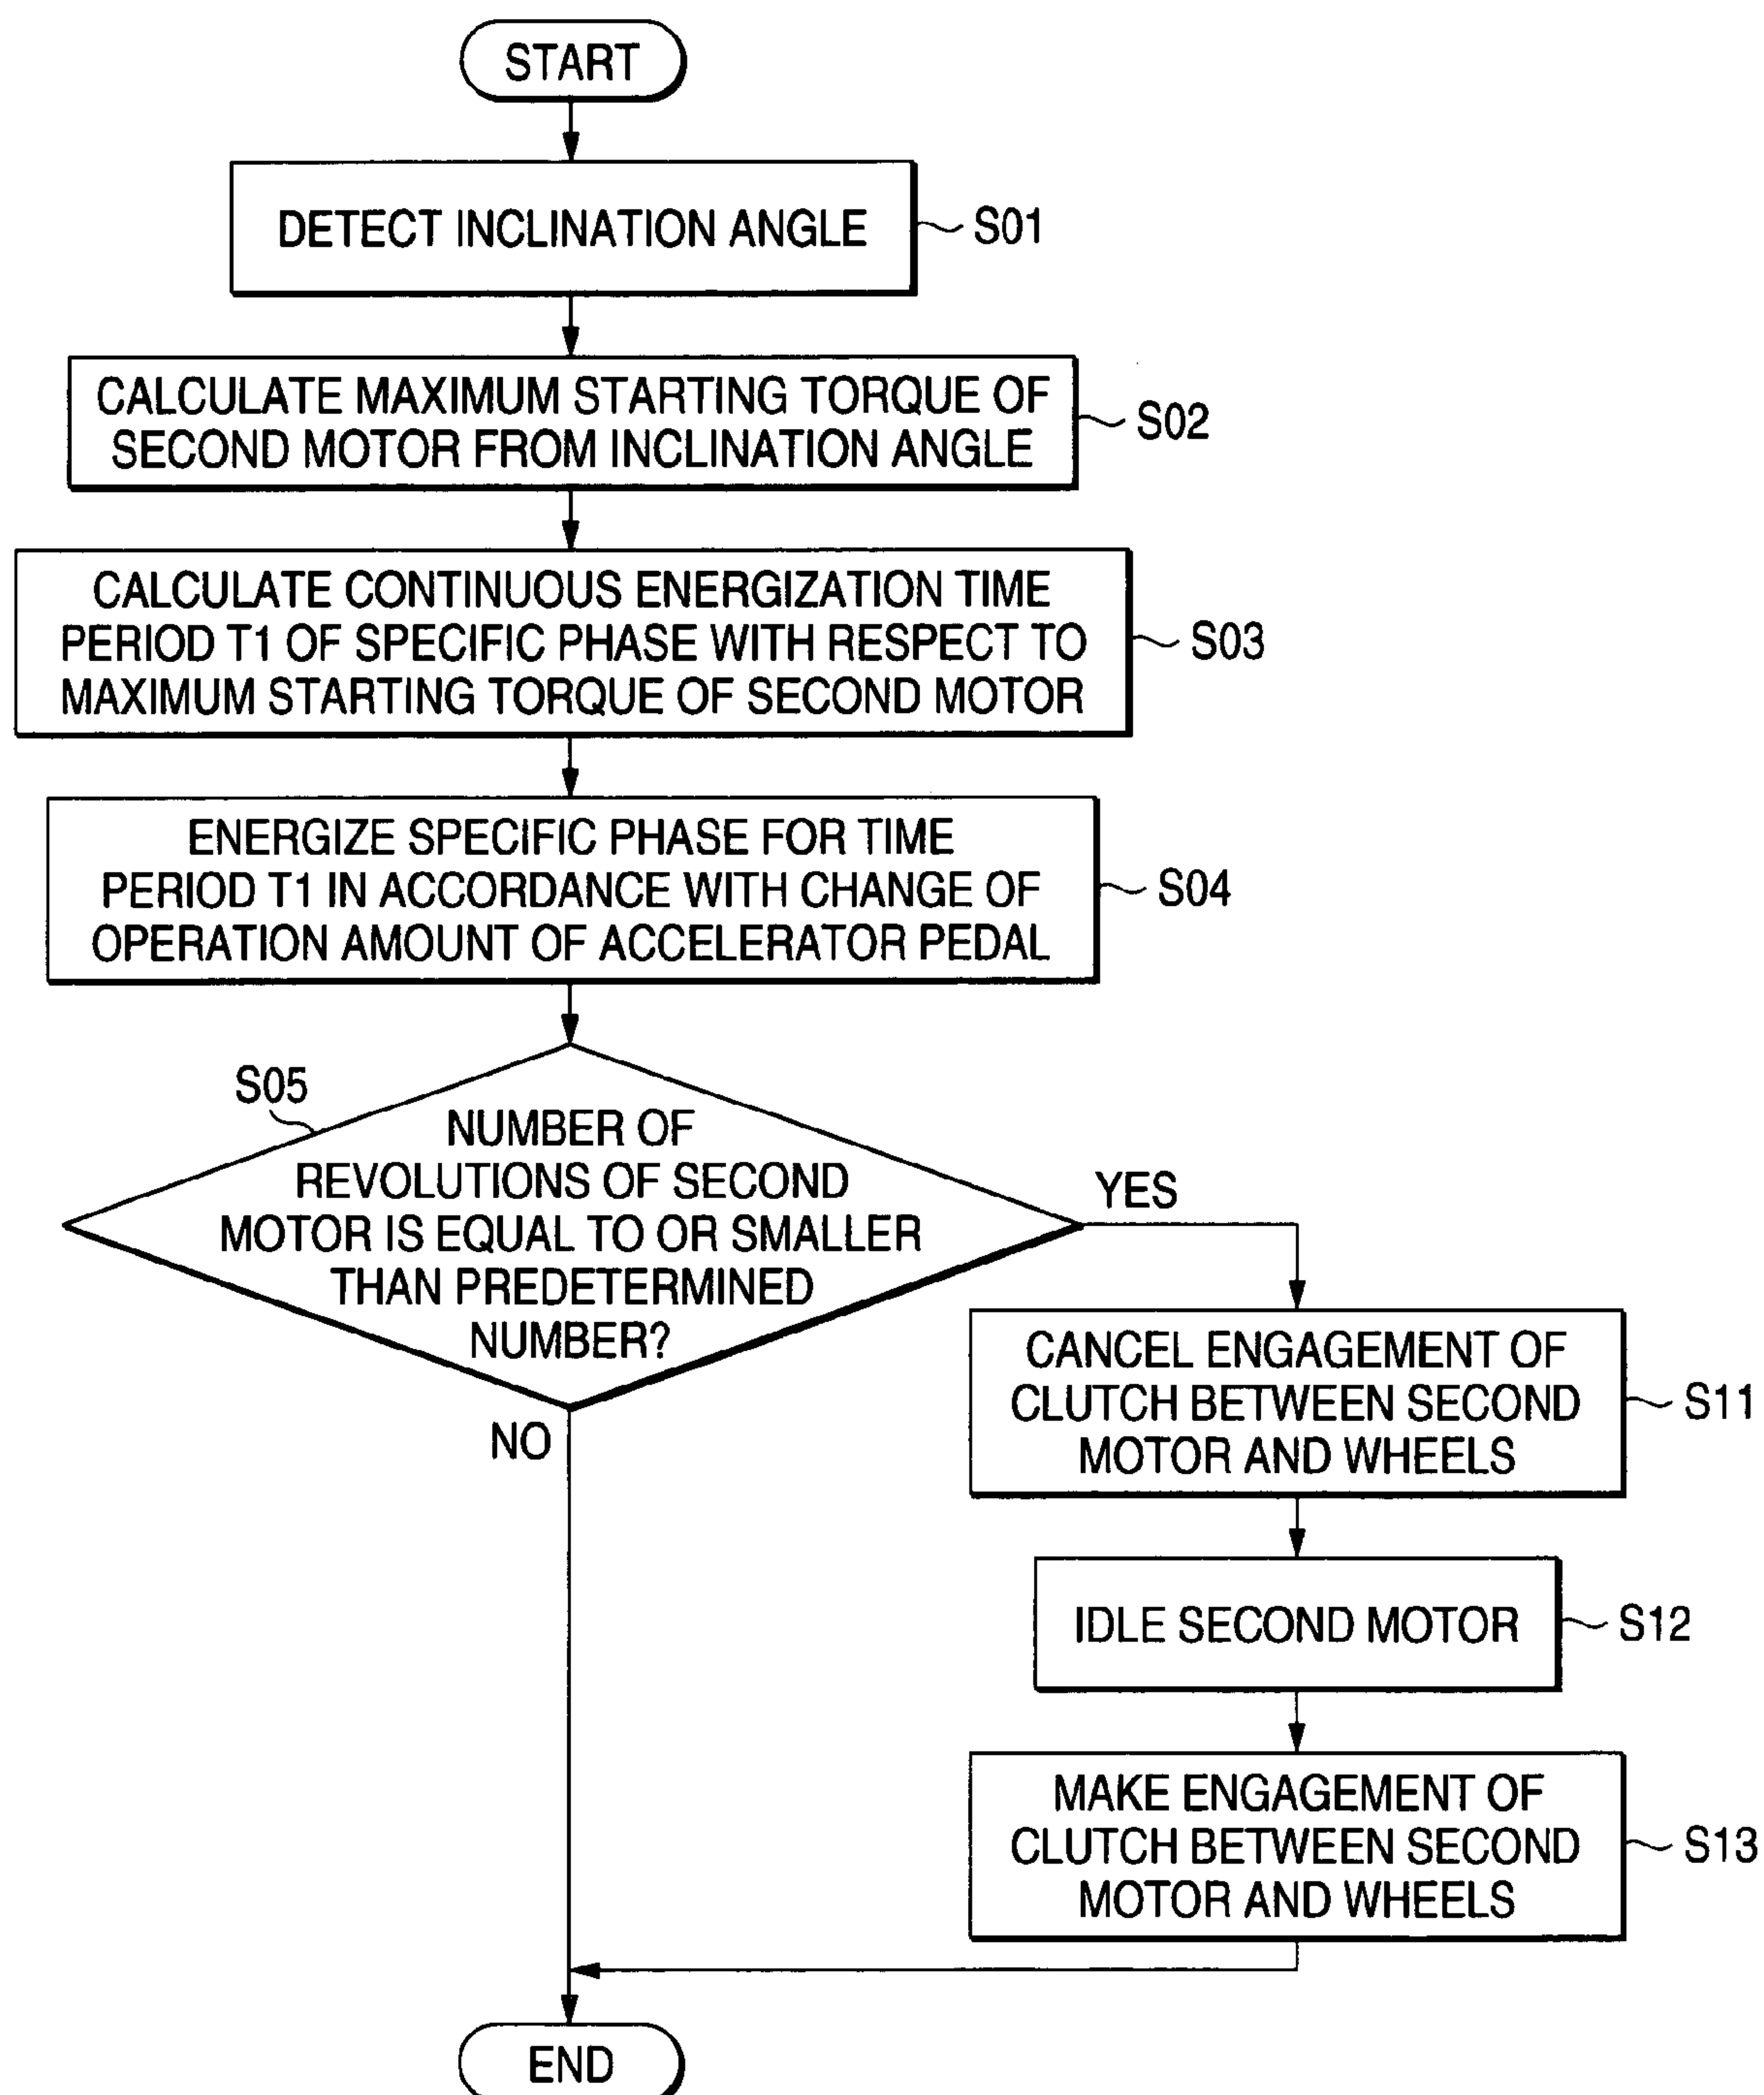 START
DETECT INCLINATION ANGLE
S01
CALCULATE MAXIMUM STARTING TORQUE OF
SECOND MOTOR FROM INCLINATION ANGLE
S02
CALCULATE CONTINUOUS ENERGIZATION TIME
PERIOD T1 OF SPECIFIC PHASE WITH RESPECT TO
MAXIMUM STARTING TORQUE OF SECOND MOTOR
S03
ENERGIZE SPECIFIC PHASE FOR TIME
PERIOD T1 IN ACCORDANCE WITH CHANGE OF
OPERATION AMOUNT OF ACCELERATOR PEDAL
S04
S05
NUMBER OF
REVOLUTIONS OF SECOND
MOTOR IS EQUAL TO OR SMALLER
THAN PREDETERMINED
NUMBER?
YES
NO
CANCEL ENGAGEMENT OF
CLUTCH BETWEEN SECOND
MOTOR AND WHEELS
S11
IDLE SECOND MOTOR
S12
MAKE ENGAGEMENT OF
CLUTCH BETWEEN SECOND
MOTOR AND WHEELS
S13
END